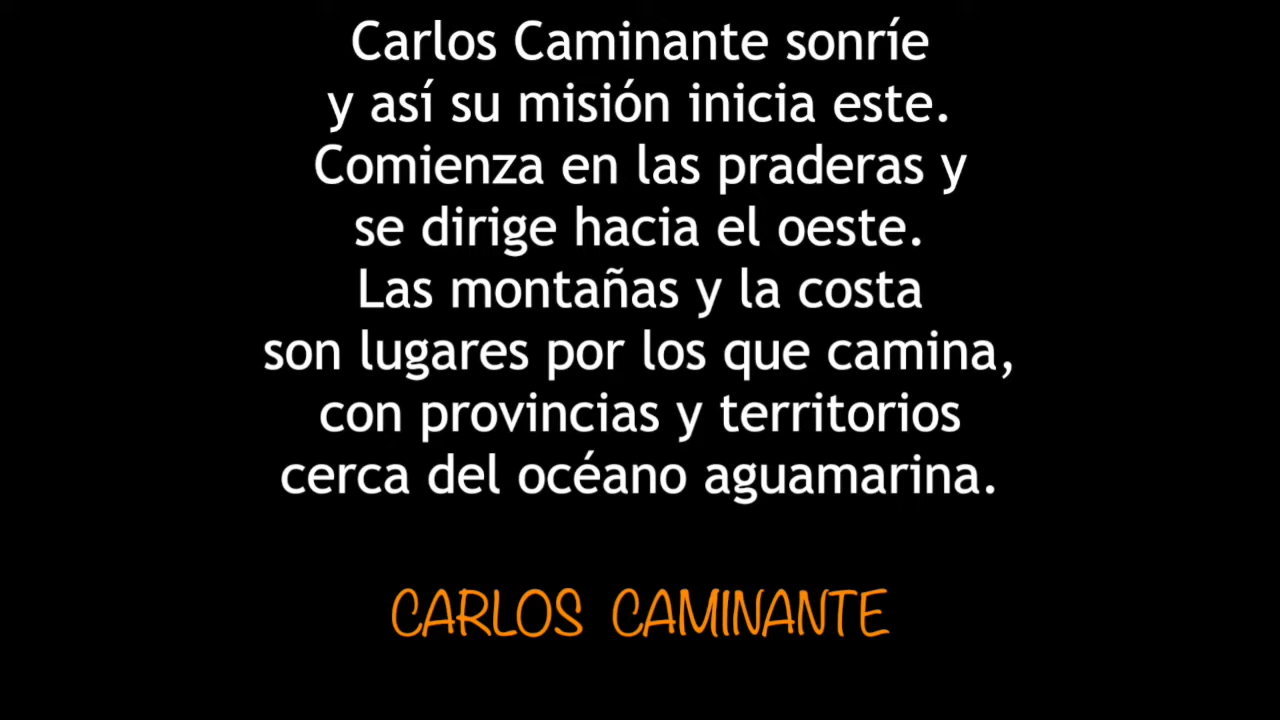 Carlos Caminante sonríe
y así su misión inicia este.
Comienza en las praderas y
se dirige hacia el oeste.
Las montañas y la costa
son lugares por los que camina,
con provincias y territorios
cerca del océano aguamarina.
CARLOS CAMINANTE